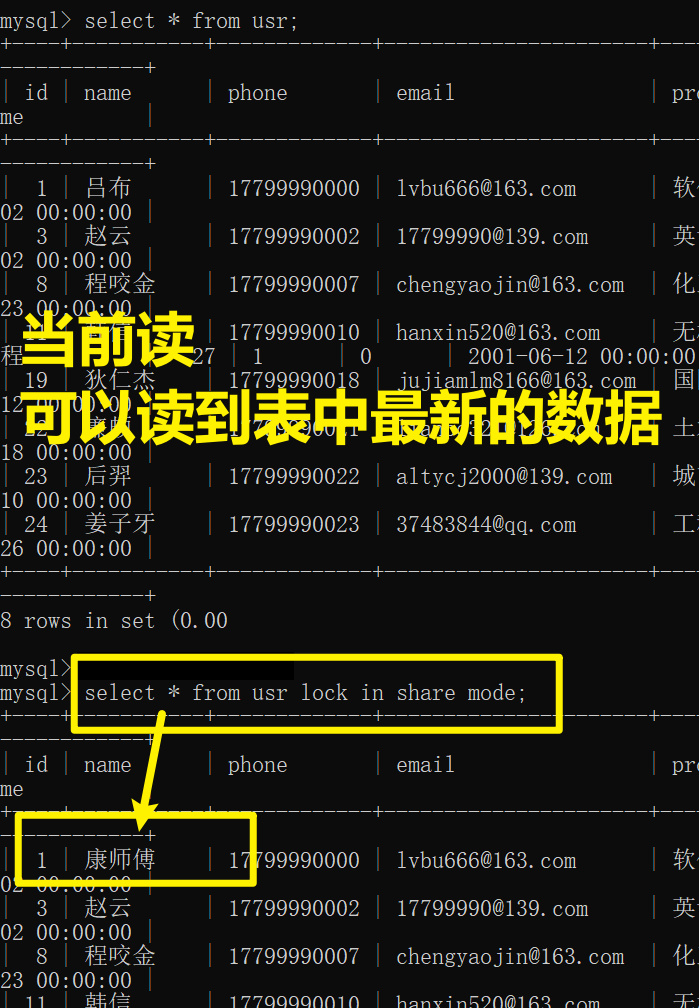 mysql> select * from usr;
| id | name | phone | email | pr
me |
| 1 | 吕布 | 17799990000 | lvbu666@163.com | 软
02 00:00:00 |
| 3 | 赵云 | 17799990002 | 17799990@139.com | 英
02 00:00:00 |
| 8 | 程咬金 | 17799990007 | chengyaojin@163.com | 化
23 00:00:00 |
当前读
17799990010 | hanxin520@163.com | 无
程 27 | 1 | 0 | 2001-06-12 00:00:00
| 19 | 狄仁杰 | 17799990018 | jujiamlm8166@163.com | 国
12 00:00:00
可以读到表中最新的数据
18 00:00:00 |
| 23 | 后羿 | 17799990022 | altycj2000@139.com | 城
10 00:00:00 |
| 24 | 姜子牙 | 17799990023 | 37483844@qq.com | 工
26 00:00:00 |
8 rows in set (0.00
mysql>
mysql> select * from usr lock in share mode;
| id | name | phone | email | pr
me
| 1 | 康师傅 | 17799990000 | lvbu666@163.com | 软
02 00:00:00 |
| 3 | 赵云 | 17799990002 | 17799990@139.com | 英
02 00:00:00 |
| 8 | 程咬金 | 17799990007 | chengyaojin@163.com | 化
23 00:00:00 |
| 11 | 韩信 | 17799990010 | hanxin520@163.com | 无